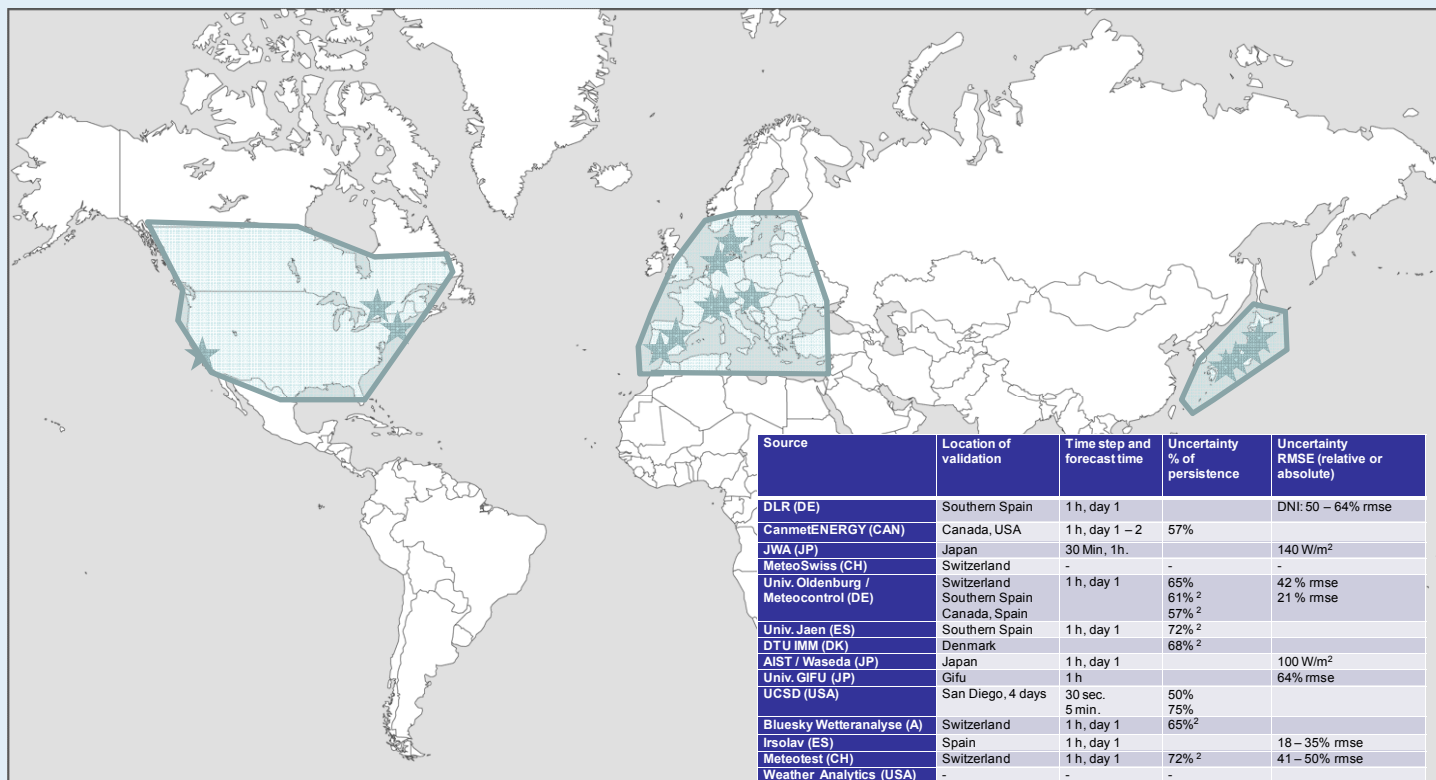 Source Location of validation Time step and forecast time Uncertainty % of persistence Uncertainty RMSE (relative or absolute)
DLR (DE) Southern Spain 1 h, day 1 DNI: 50 – 64% rmse
CanmetENERGY (CAN) Canada, USA 1 h, day 1 – 2 57%
JWA (JP) Japan 30 Min, 1h. 140 W/m²
MeteoSwiss (CH) Switzerland - - -
Univ. Oldenburg / Meteocontrol (DE) Switzerland 1 h, day 1 65% 42 % rmse
Southern Spain 61% ² 21 % rmse
Canada, Spain 57% ²
Univ. Jaen (ES) Southern Spain 1 h, day 1 72% ²
DTU IMM (DK) Denmark 68% ²
AIST / Waseda (JP) Japan 1 h, day 1 100 W/m²
Univ. GIFU (JP) Gifu 1 h 64% rmse
UCSD (USA) San Diego, 4 days 30 sec. 50%
5 min. 75%
Bluesky Wetteranalyse (A) Switzerland 1 h, day 1 65%²
Irsolav (ES) Spain 1 h, day 1 18 – 35% rmse
Meteotest (CH) Switzerland 1 h, day 1 72% ² 41 – 50% rmse
Weather Analytics (USA) - - -